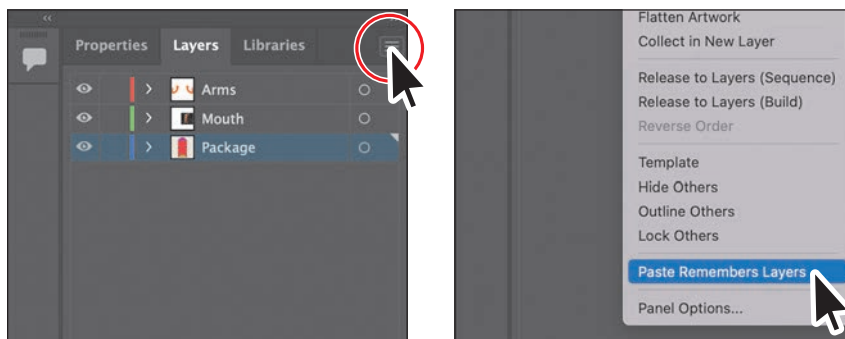 Properties Layers Libraries
Arms
Mouth
Package
Flatten Artwork
Collect in New Layer
Release to Layers (Sequence)
Release to Layers (Build)
Reverse Order
Template
Hide Others
Outline Others
Lock Others
Paste Remembers Layers
Panel Options...